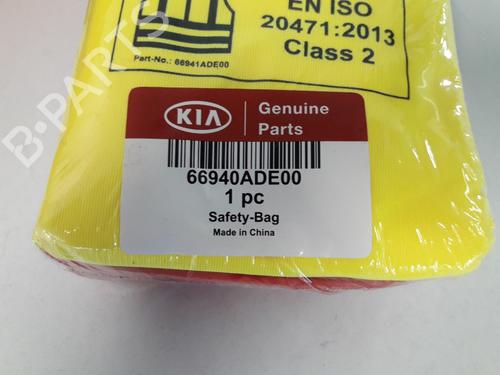 EN ISO
20471:2013
Class 2
Part-No.: 66941ADE00
KIA
Genuine
Parts
66940ADE00
1 pc
Safety-Bag
Made in China
B-PARTS